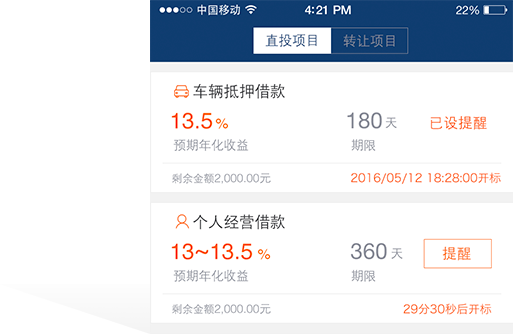 中国移动 4:21 PM 22%
直投项目 转让项目
车辆抵押借款
13.5% 180天 已设提醒
预期年化收益 期限
剩余金额2,000.00元 2016/05/12 18:28:00开标
个人经营借款
13~13.5% 360天 提醒
预期年化收益 期限
剩余金额2,000.00元 29分30秒后开标